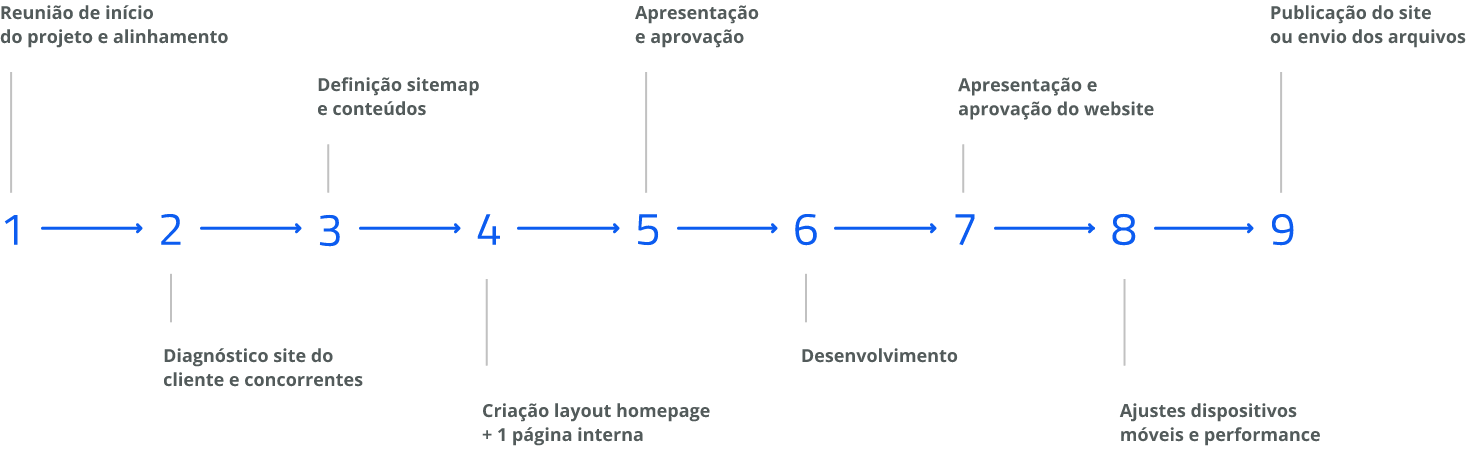 Reunião de início
do projeto e alinhamento
Apresentação
e aprovação
Publicação do site
ou envio dos arquivos
Definição sitemap
e conteúdos
Apresentação e
aprovação do website
1 2 3 4 5 6 7 8 9
Diagnóstico site do
cliente e concorrentes
Desenvolvimento
Criação layout homepage
+ 1 página interna
Ajustes dispositivos
móveis e performance